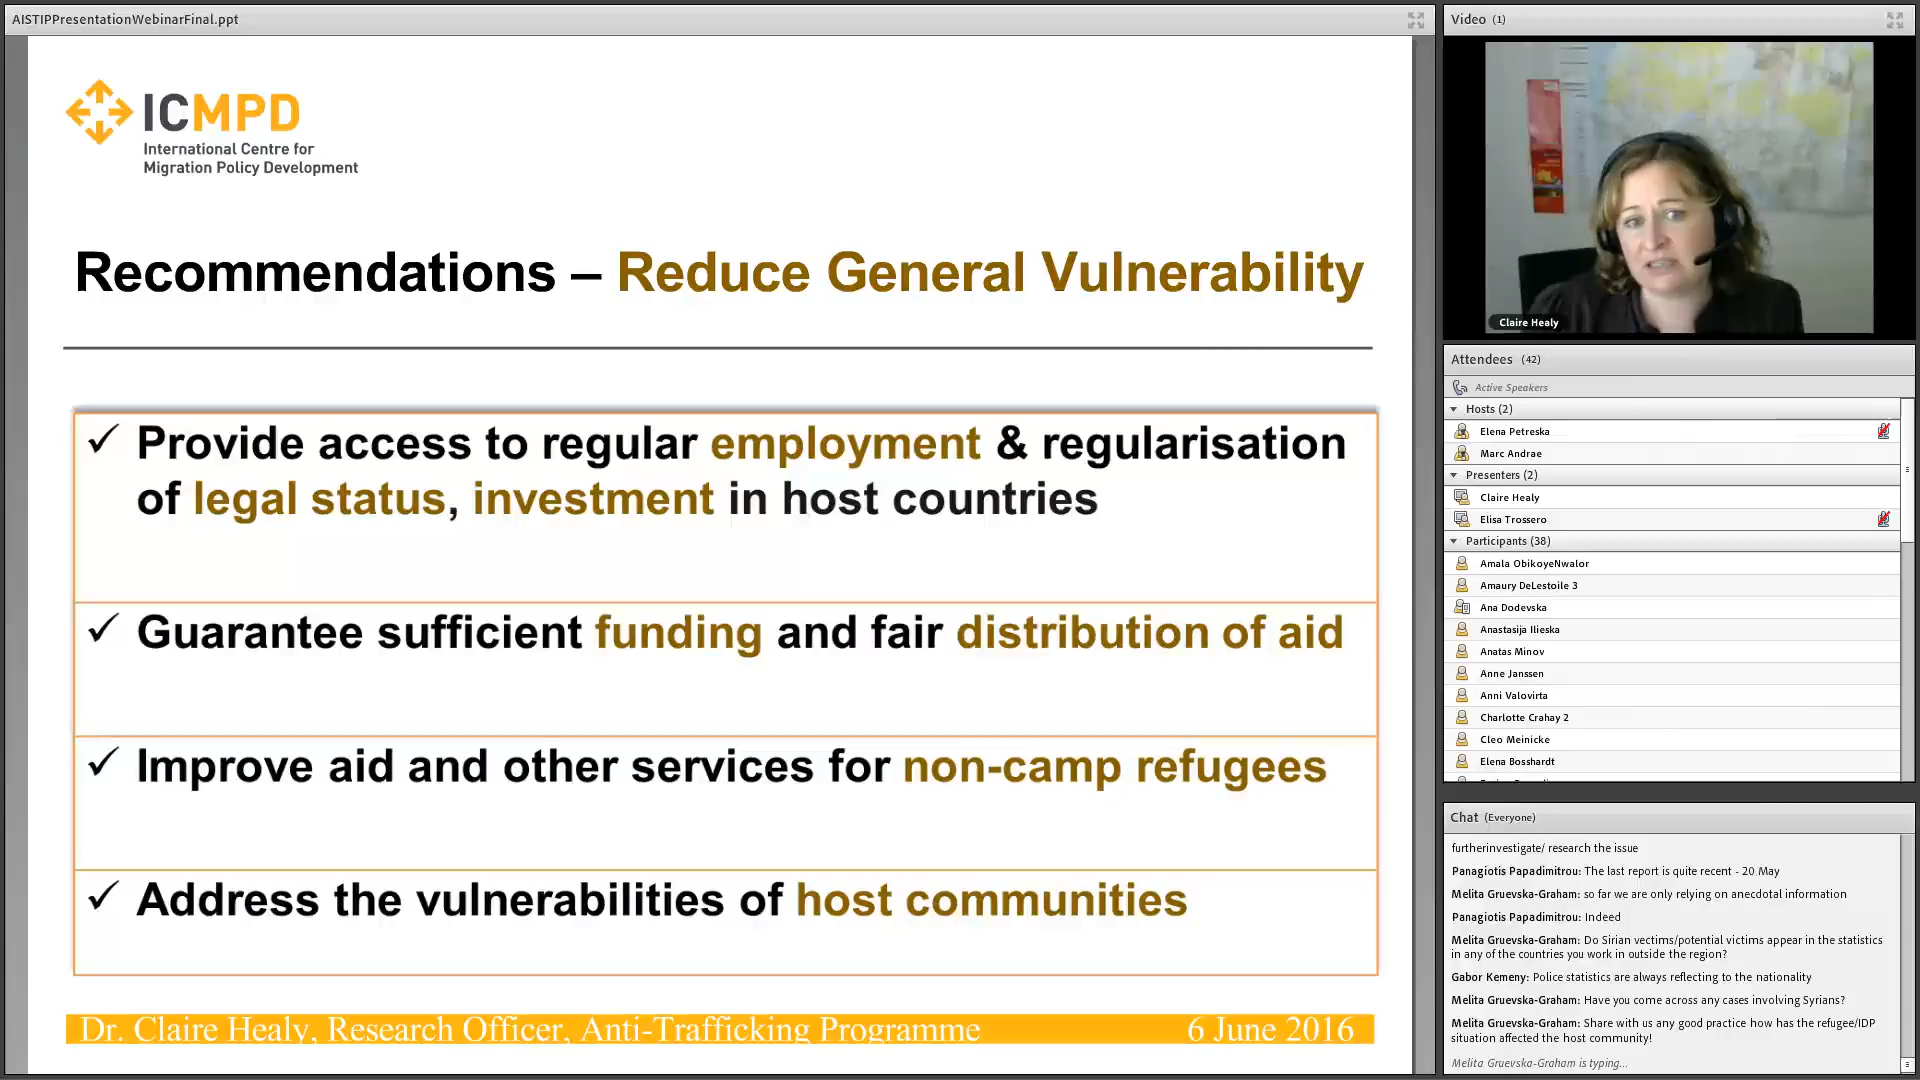 AISTIPPresentationWebinarFinal.ppt
ICMPD
International Centre for
Migration Policy Development
Recommendations – Reduce General Vulnerability
✓ Provide access to regular employment & regularisation
of legal status, investment in host countries
✓ Guarantee sufficient funding and fair distribution of aid
✓ Improve aid and other services for non-camp refugees
✓ Address the vulnerabilities of host communities
Dr. Claire Healy, Research Officer, Anti-Trafficking Programme 6 June 2016
Video (1)
Claire Healy
Attendees (42)
Active Speakers
Hosts (2)
Elena Petreska
Marc Andrae
Presenters (2)
Claire Healy
Elisa Trossero
Participants (38)
Amala ObikoyeNwalor
Amaury DeLestoile 3
Ana Dodevska
Anastasija Ilieska
Anatas Minov
Anne Janssen
Anni Valovirta
Charlotte Crahay 2
Cleo Meinicke
Elena Bosshardt
Chat (Everyone)
furtherinvestigate/ research the issue
Panagiotis Papadimitrou: The last report is quite recent - 20 May
Melita Gruevska-Graham: so far we are only relying on anecdotal information
Panagiotis Papadimitrou: Indeed
Melita Gruevska-Graham: Do Sirian vectims/potential victims appear in the statistics
in any of the countries you work in outside the region?
Gabor Kemeny: Police statistics are always reflecting to the nationality
Melita Gruevska-Graham: Have you come across any cases involving Syrians?
Melita Gruevska-Graham: Share with us any good practice how has the refugee/IDP
situation affected the host community!
Melita Gruevska-Graham is typing...